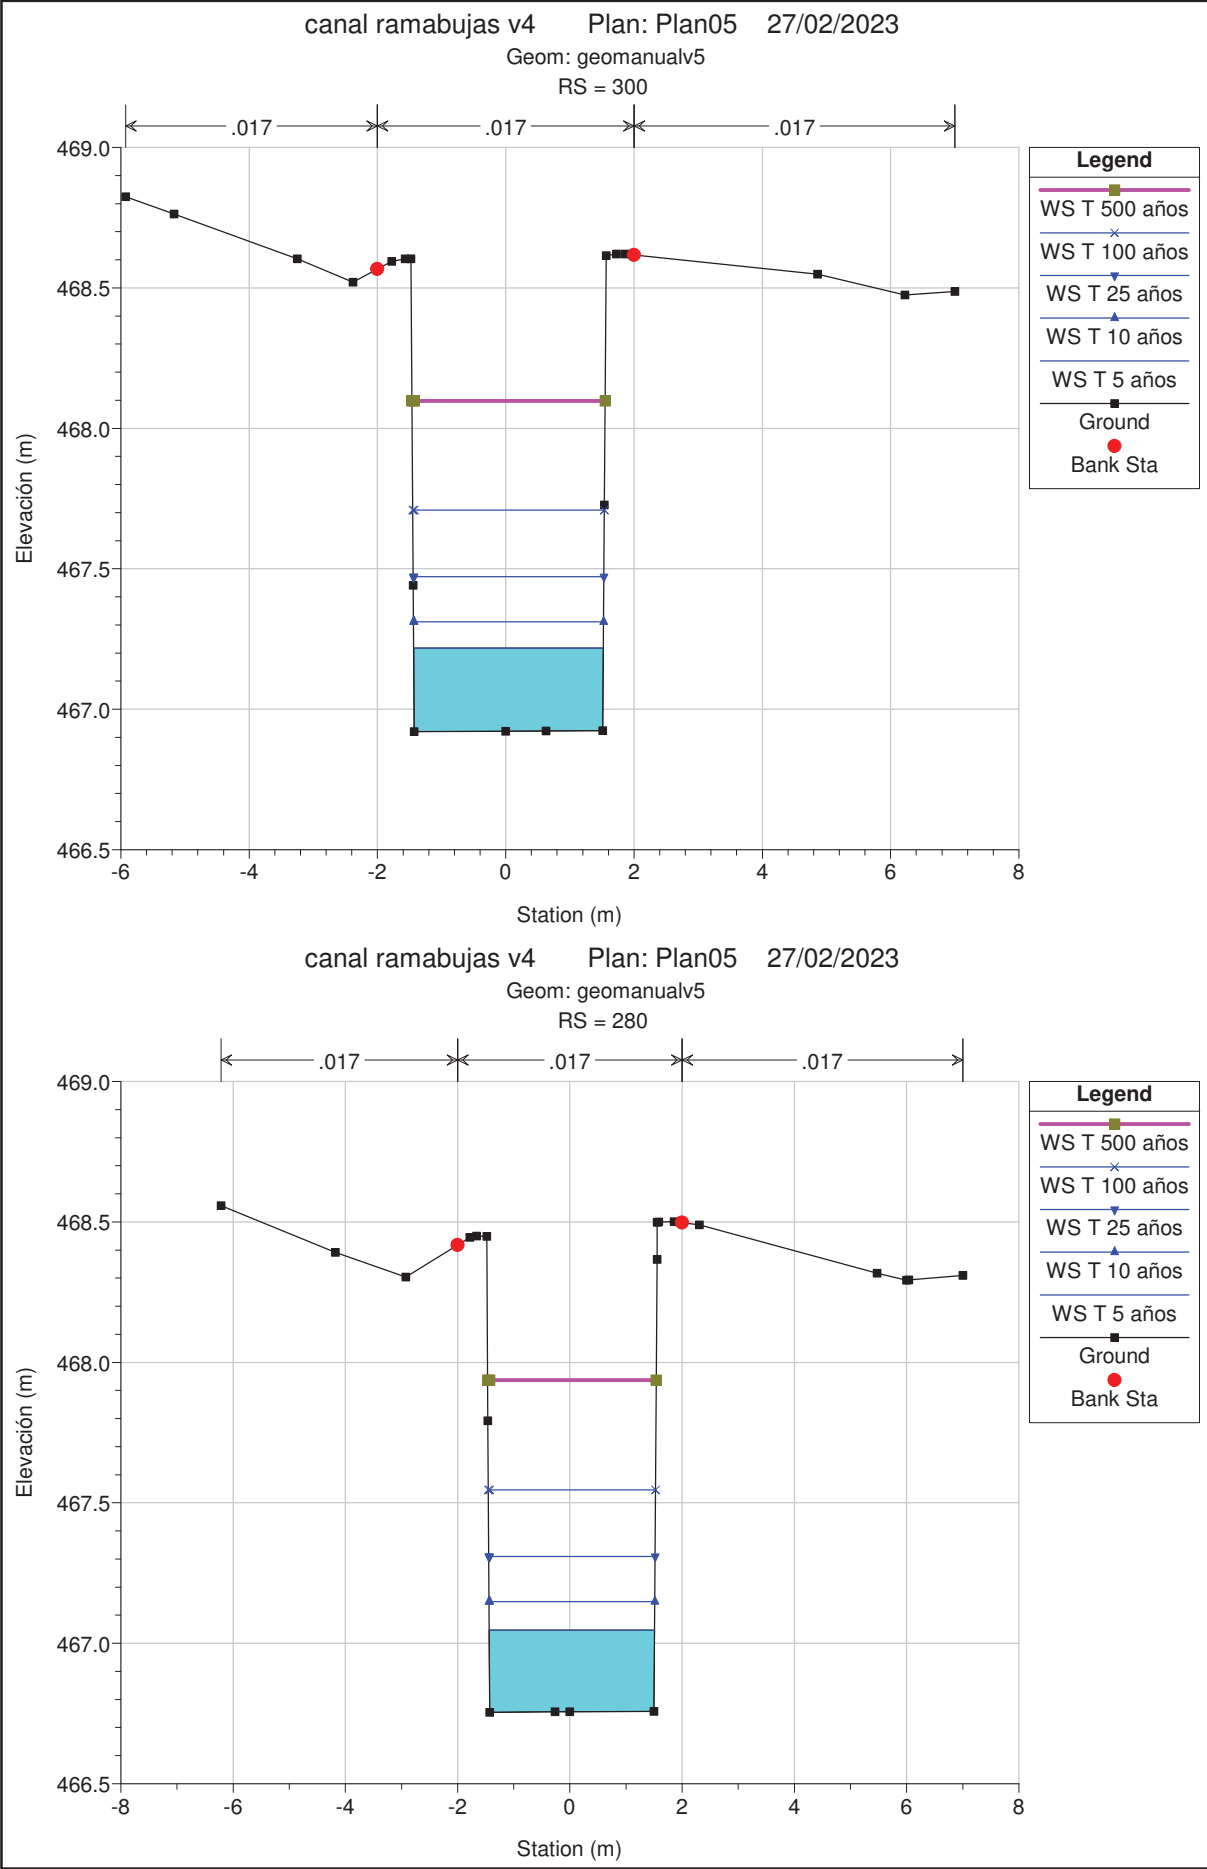 canal ramabujas v4 Plan: Plan05 27/02/2023
Geom: geomanualv5
RS = 300
.017 .017 .017
469.0
468.5
468.0
467.5
467.0
466.5
Elevación (m)
-6 -4 -2 0 2 4 6 8
Station (m)
Legend
WS T 500 años
WS T 100 años
WS T 25 años
WS T 10 años
WS T 5 años
Ground
Bank Sta
canal ramabujas v4 Plan: Plan05 27/02/2023
Geom: geomanualv5
RS = 280
.017 .017 .017
469.0
468.5
468.0
467.5
467.0
466.5
Elevación (m)
-8 -6 -4 -2 0 2 4 6 8
Station (m)
Legend
WS T 500 años
WS T 100 años
WS T 25 años
WS T 10 años
WS T 5 años
Ground
Bank Sta